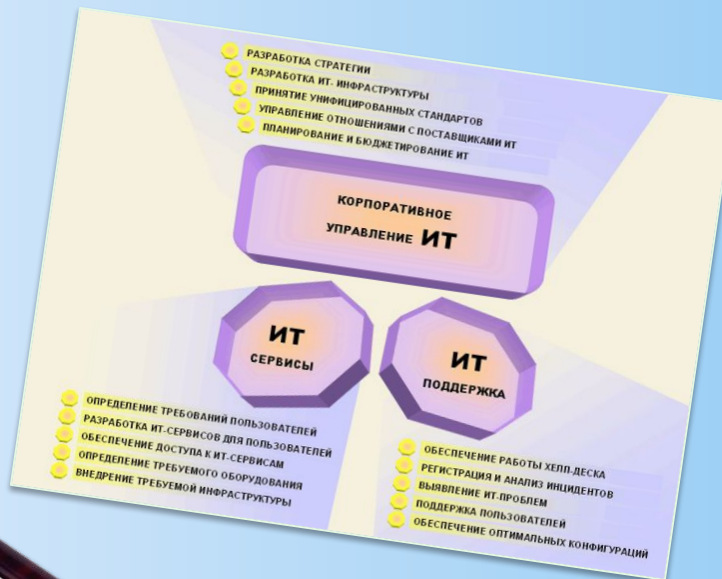 РАЗРАБОТКА СТРАТЕГИИ
РАЗРАБОТКА ИТ- ИНФРАСТРУКТУРЫ
ПРИНЯТИЕ УНИФИЦИРОВАННЫХ СТАНДАРТОВ
УПРАВЛЕНИЕ ОТНОШЕНИЯМИ С ПОСТАВЩИКАМИ ИТ
ПЛАНИРОВАНИЕ И БЮДЖЕТИРОВАНИЕ ИТ
КОРПОРАТИВНОЕ
УПРАВЛЕНИЕ ИТ
ИТ
СЕРВИСЫ
ИТ
ПОДДЕРЖКА
ОПРЕДЕЛЕНИЕ ТРЕБОВАНИЙ ПОЛЬЗОВАТЕЛЕЙ
РАЗРАБОТКА ИТ-СЕРВИСОВ ДЛЯ ПОЛЬЗОВАТЕЛЕЙ
ОБЕСПЕЧЕНИЕ ДОСТУПА К ИТ-СЕРВИСАМ
ОПРЕДЕЛЕНИЕ ТРЕБУЕМОГО ОБОРУДОВАНИЯ
ВНЕДРЕНИЕ ТРЕБУЕМОЙ ИНФРАСТРУКТУРЫ
ОБЕСПЕЧЕНИЕ РАБОТЫ ХЕЛП-ДЕСКА
РЕГИСТРАЦИЯ И АНАЛИЗ ИНЦИДЕНТОВ
ВЫЯВЛЕНИЕ ИТ-ПРОБЛЕМ
ПОДДЕРЖКА ПОЛЬЗОВАТЕЛЕЙ
ОБЕСПЕЧЕНИЕ ОПТИМАЛЬНЫХ КОНФИГУРАЦИЙ